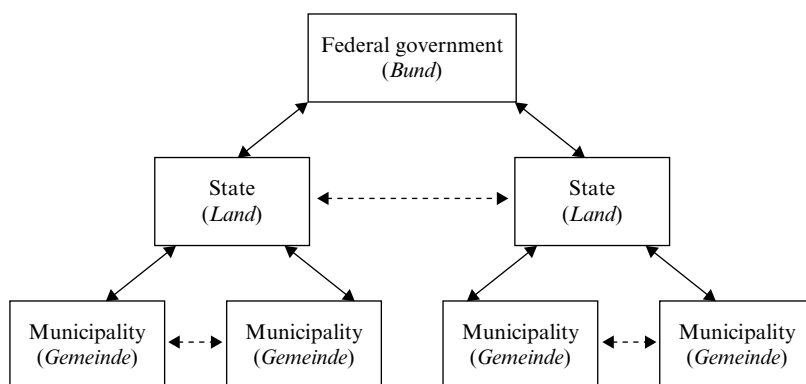 Federal government
(Bund)
State
(Land)
State
(Land)
Municipality
(Gemeinde)
Municipality
(Gemeinde)
Municipality
(Gemeinde)
Municipality
(Gemeinde)